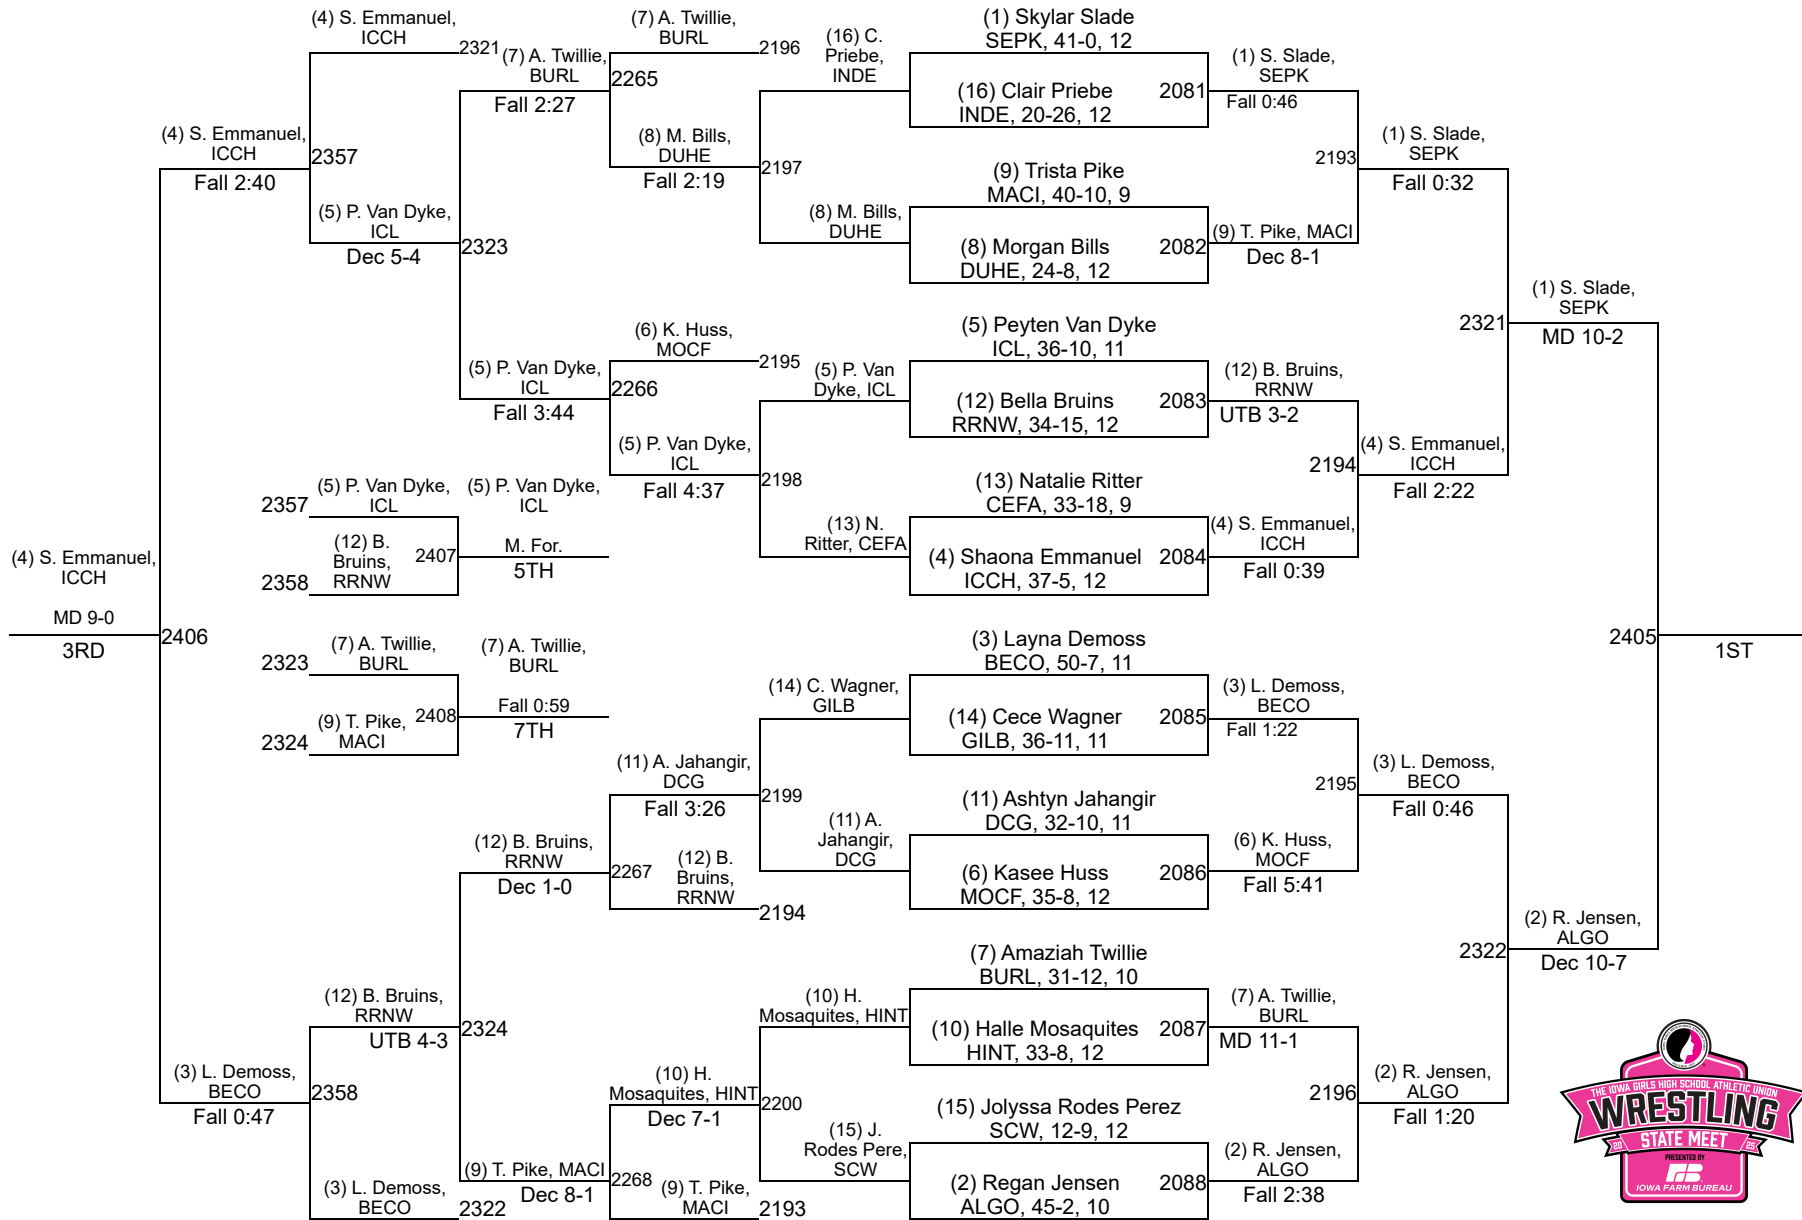 (1) Skylar Slade
SEPK, 41-0, 12
(16) Clair Priebe
INDE, 20-26, 12
2081
(9) Trista Pike
MACI, 40-10, 9
(8) Morgan Bills
DUHE, 24-8, 12
2082
(5) Peyten Van Dyke
ICL, 36-10, 11
(12) Bella Bruins
RRNW, 34-15, 12
2083
(13) Natalie Ritter
CEFA, 33-18, 9
(4) Shaona Emmanuel
ICCH, 37-5, 12
2084
(3) Layna Demoss
BECO, 50-7, 11
(14) Cece Wagner
GILB, 36-11, 11
2085
(11) Ashtyn Jahangir
DCG, 32-10, 11
(6) Kasee Huss
MOCF, 35-8, 12
2086
(7) Amaziah Twillie
BURL, 31-12, 10
(10) Halle Mosaquites
HINT, 33-8, 12
2087
(15) Jolyssa Rodes Perez
SCW, 12-9, 12
(2) Regan Jensen
ALGO, 45-2, 10
2088
(1) S. Slade,
SEPK
Fall 0:46
2193
(9) T. Pike, MACI
Dec 8-1
(12) B. Bruins,
RRNW
UTB 3-2
2194
(4) S. Emmanuel,
ICCH
Fall 0:39
(3) L. Demoss,
BECO
Fall 1:22
2195
(6) K. Huss,
MOCF
Fall 5:41
(7) A. Twillie,
BURL
MD 11-1
2196
(2) R. Jensen,
ALGO
Fall 2:38
(1) S. Slade,
SEPK
Fall 0:32
2321
(4) S. Emmanuel,
ICCH
Fall 2:22
(3) L. Demoss,
BECO
Fall 0:46
2322
(2) R. Jensen,
ALGO
Fall 1:20
(1) S. Slade,
SEPK
MD 10-2
2405
1ST
(2) R. Jensen,
ALGO
Dec 10-7
(16) C.
Priebe,
INDE
2197
(8) M. Bills,
DUHE
(5) P. Van
Dyke, ICL
2198
(13) N.
Ritter, CEFA
(14) C. Wagner,
GILB
2199
(11) A.
Jahangir,
DCG
(10) H.
Mosaquites, HINT
2200
(15) J.
Rodes Pere,
SCW
(7) A. Twillie,
BURL
2196
2265
(8) M. Bills,
DUHE
Fall 2:19
(6) K. Huss,
MOCF
2195
2266
(5) P. Van Dyke,
ICL
Fall 4:37
(11) A. Jahangir,
DCG
Fall 3:26
2267
(12) B.
Bruins,
RRNW
2194
(10) H.
Mosaquites, HINT
Dec 7-1
2268
(9) T. Pike,
MACI
2193
(7) A. Twillie,
BURL
Fall 2:27
2323
(5) P. Van Dyke,
ICL
Fall 3:44
(12) B. Bruins,
RRNW
Dec 1-0
2324
(9) T. Pike, MACI
Dec 8-1
(4) S. Emmanuel,
ICCH
2321
2357
(5) P. Van Dyke,
ICL
Dec 5-4
(12) B. Bruins,
RRNW
UTB 4-3
2358
(3) L. Demoss,
BECO
2322
(4) S. Emmanuel,
ICCH
Fall 2:40
2406
(3) L. Demoss,
BECO
Fall 0:47
(4) S. Emmanuel,
ICCH
MD 9-0
3RD
2357
(5) P. Van Dyke,
ICL
2358
(12) B.
Bruins,
RRNW
2407
(5) P. Van Dyke,
ICL
M. For.
5TH
2323
(7) A. Twillie,
BURL
2324
(9) T. Pike,
MACI
2408
(7) A. Twillie,
BURL
Fall 0:59
7TH
THE IOWA GIRLS HIGH SCHOOL ATHLETIC UNION
WRESTLING
20 STATE MEET 25
PRESENTED BY
FB
IOWA FARM BUREAU